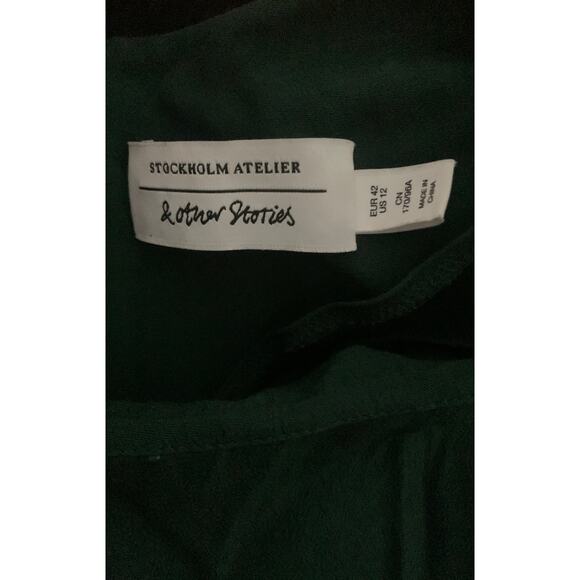 STOCKHOLM ATELIER
& other Stories
EUR 42
US 12
CN
170/96A
MADE IN
CHINA